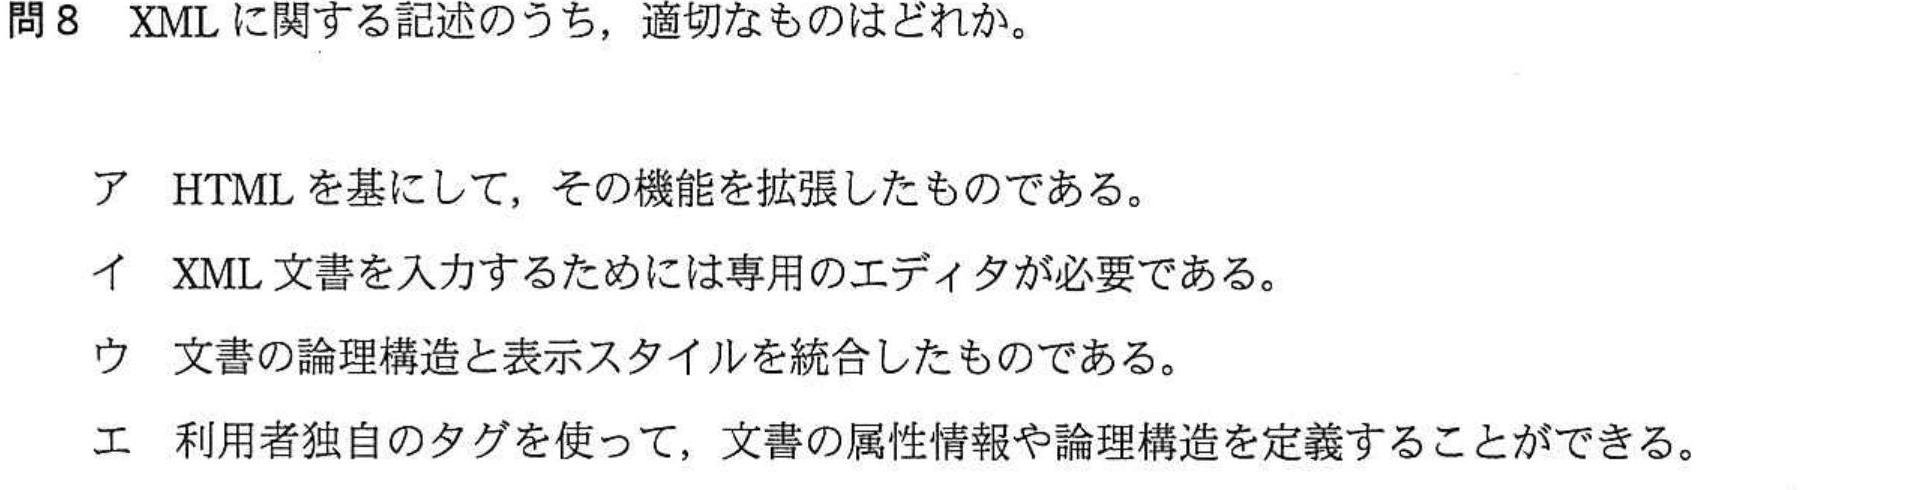 問8 XMLに関する記述のうち，適切なものはどれか。
ア HTMLを基にして，その機能を拡張したものである。
イ XML文書を入力するためには専用のエディタが必要である。
ウ 文書の論理構造と表示スタイルを統合したものである。
エ 利用者独自のタグを使って，文書の属性情報や論理構造を定義することができる。